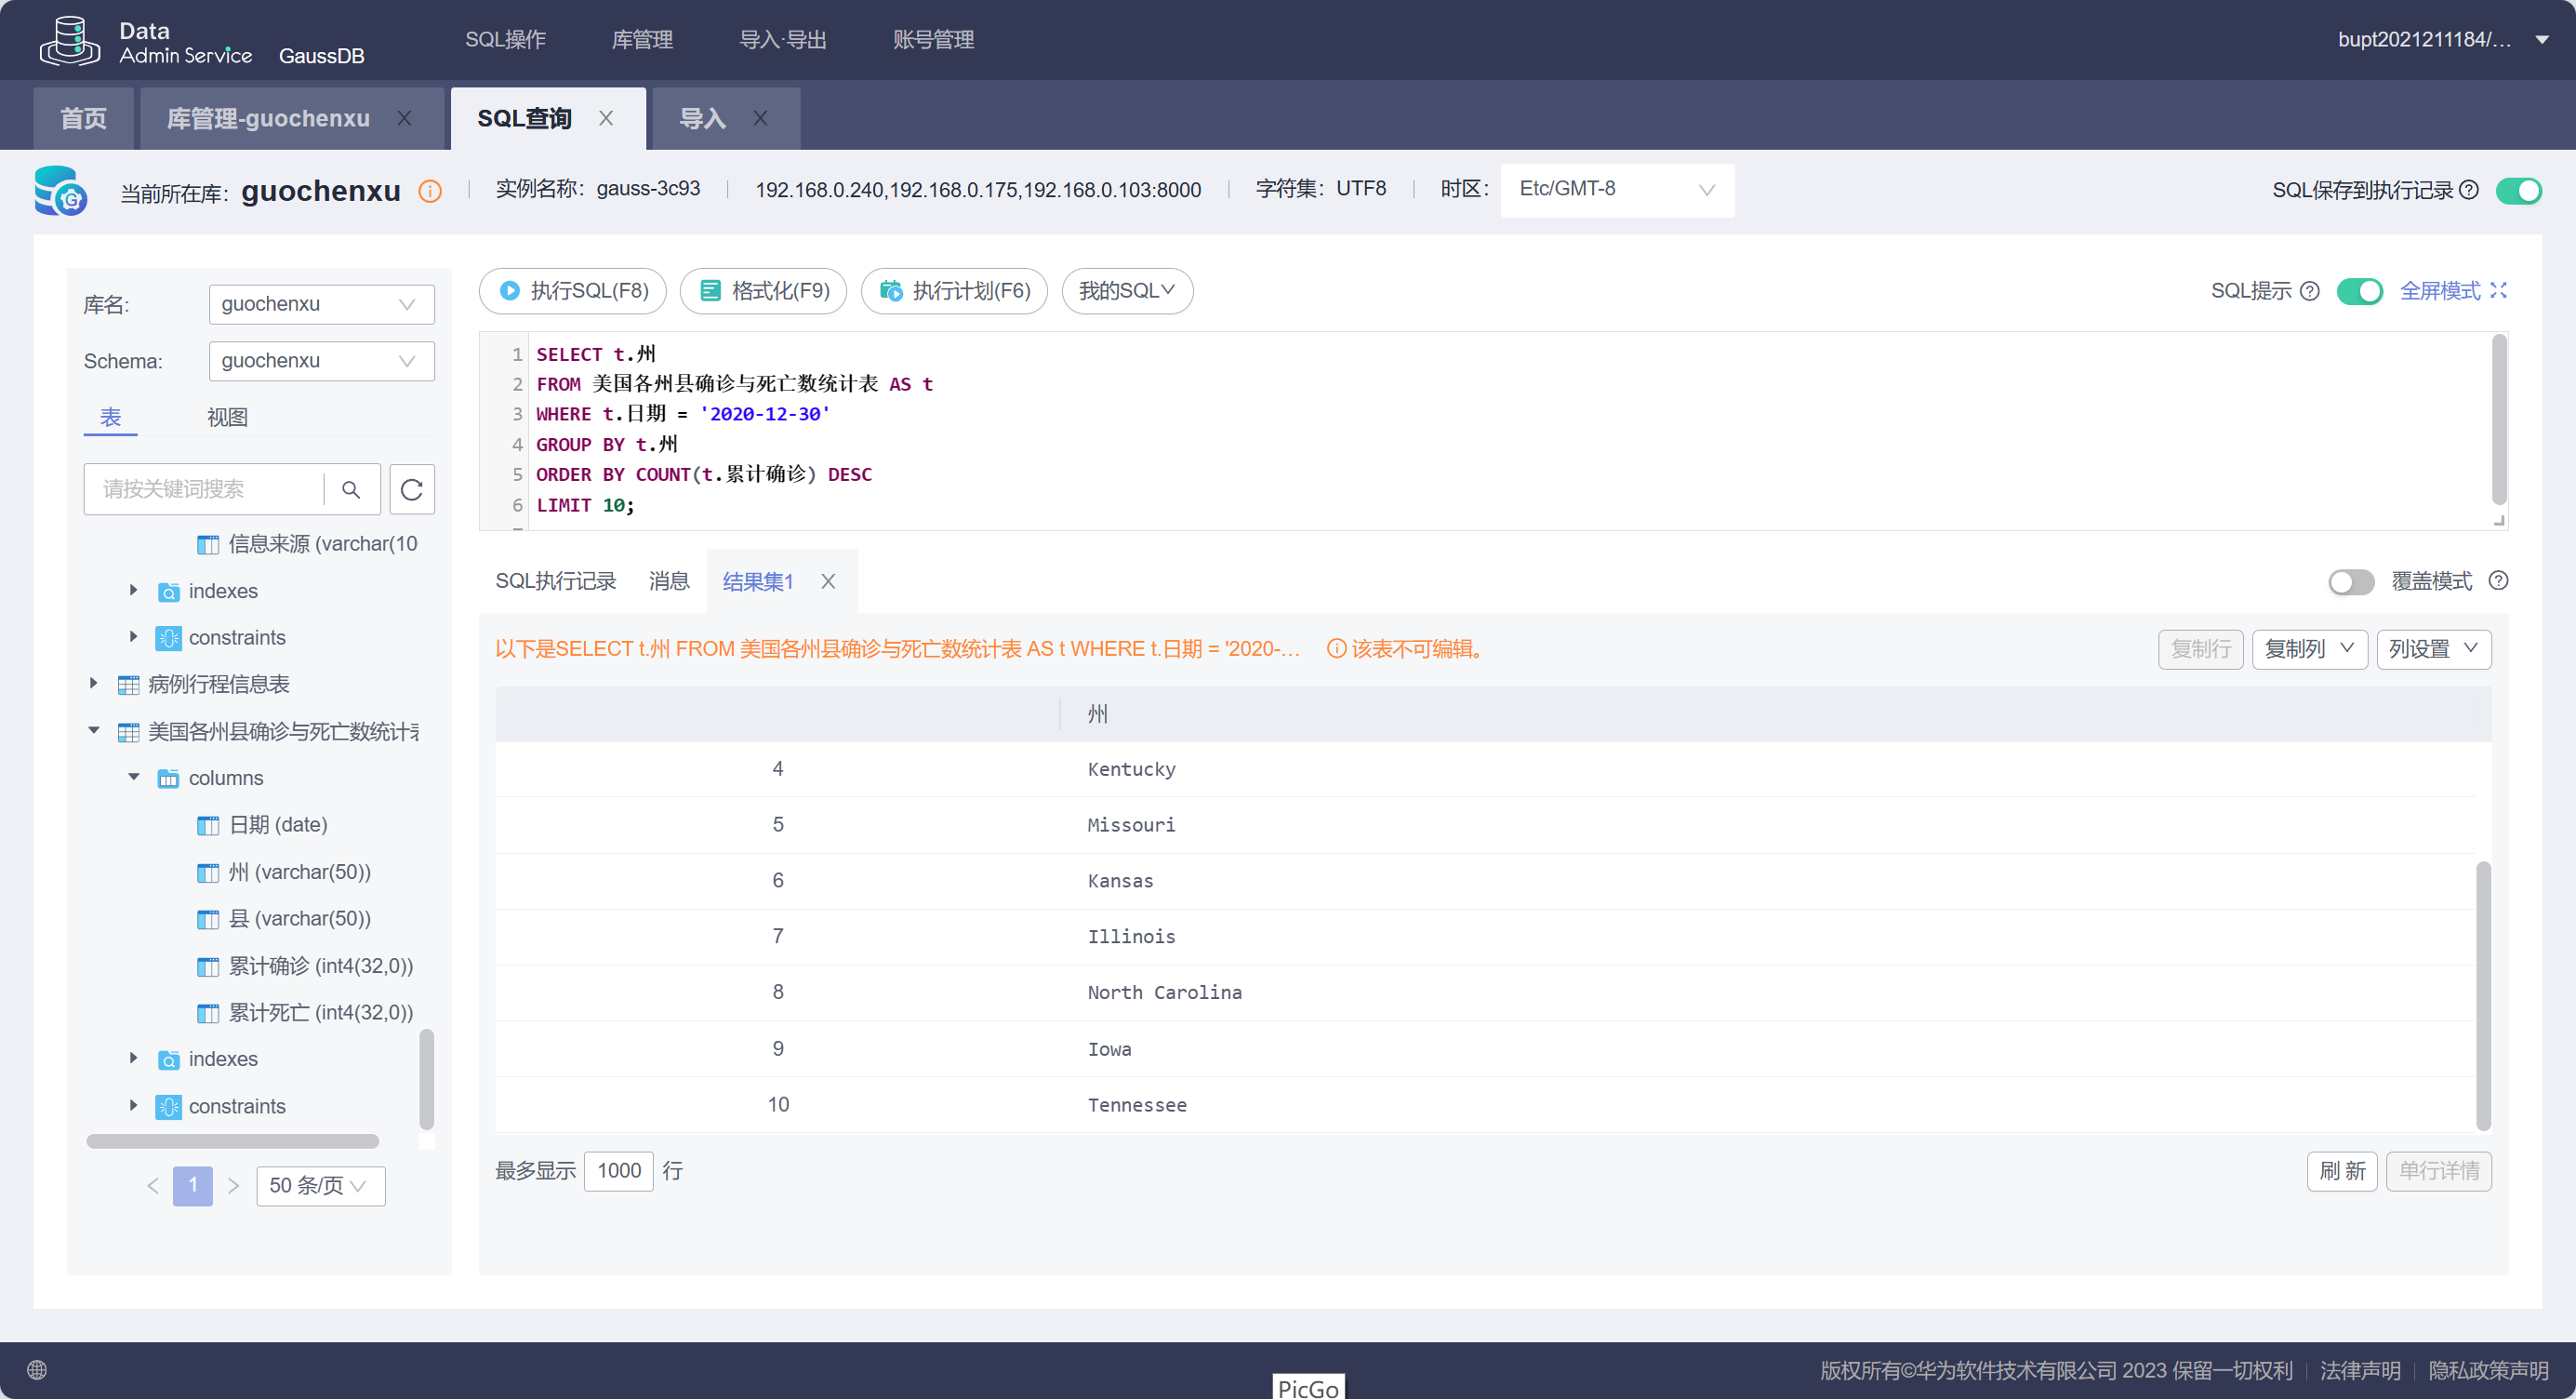 Data
Admin Service
GaussDB
SQL操作
库管理
导入·导出
账号管理
bupt2021211184/...
首页
库管理-guochenxu
SQL查询
导入
当前所在库: guochenxu
实例名称: gauss-3c93
192.168.0.240,192.168.0.175,192.168.0.103:8000
字符集: UTF8
时区:
Etc/GMT-8
SQL保存到执行记录
库名:
guochenxu
Schema:
guochenxu
表
视图
请按关键词搜索
信息来源 (varchar(10
indexes
constraints
病例行程信息表
美国各州县确诊与死亡数统计表
columns
日期 (date)
州 (varchar(50))
县 (varchar(50))
累计确诊 (int4(32,0))
累计死亡 (int4(32,0))
indexes
constraints
1
50 条/页
执行SQL(F8)
格式化(F9)
执行计划(F6)
我的SQL
SQL提示
全屏模式
1 SELECT t.州
2 FROM 美国各州县确诊与死亡数统计表 AS t
3 WHERE t.日期 = '2020-12-30'
4 GROUP BY t.州
5 ORDER BY COUNT(t.累计确诊) DESC
6 LIMIT 10;
SQL执行记录
消息
结果集1
覆盖模式
以下是SELECT t.州 FROM 美国各州县确诊与死亡数统计表 AS t WHERE t.日期 = '2020-...
该表不可编辑。
复制行
复制列
列设置
州
4 Kentucky
5 Missouri
6 Kansas
7 Illinois
8 North Carolina
9 Iowa
10 Tennessee
最多显示 1000 行
刷 新
单行详情
版权所有©华为软件技术有限公司 2023 保留一切权利
法律声明
隐私政策声明
PicGo